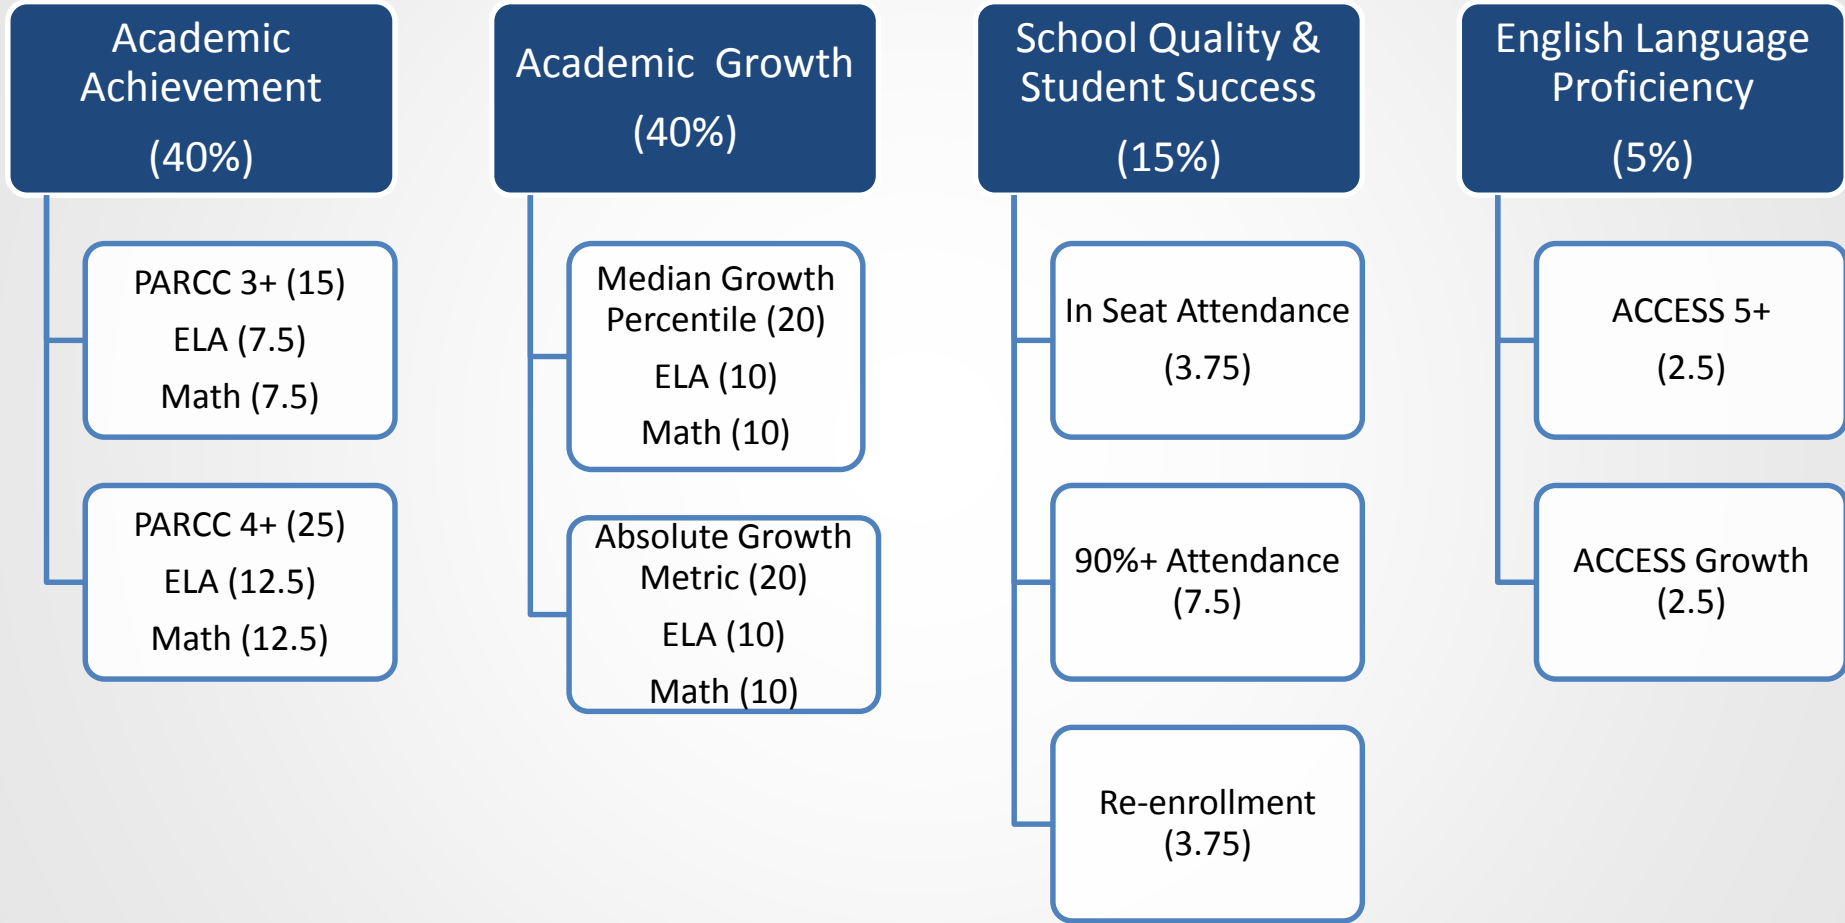 Academic
Achievement
(40%)
PARCC 3+ (15)
ELA (7.5)
Math (7.5)
PARCC 4+ (25)
ELA (12.5)
Math (12.5)
Academic Growth
(40%)
Median Growth
Percentile (20)
ELA (10)
Math (10)
Absolute Growth
Metric (20)
ELA (10)
Math (10)
School Quality &
Student Success
(15%)
In Seat Attendance
(3.75)
90%+ Attendance
(7.5)
Re-enrollment
(3.75)
English Language
Proficiency
(5%)
ACCESS 5+
(2.5)
ACCESS Growth
(2.5)